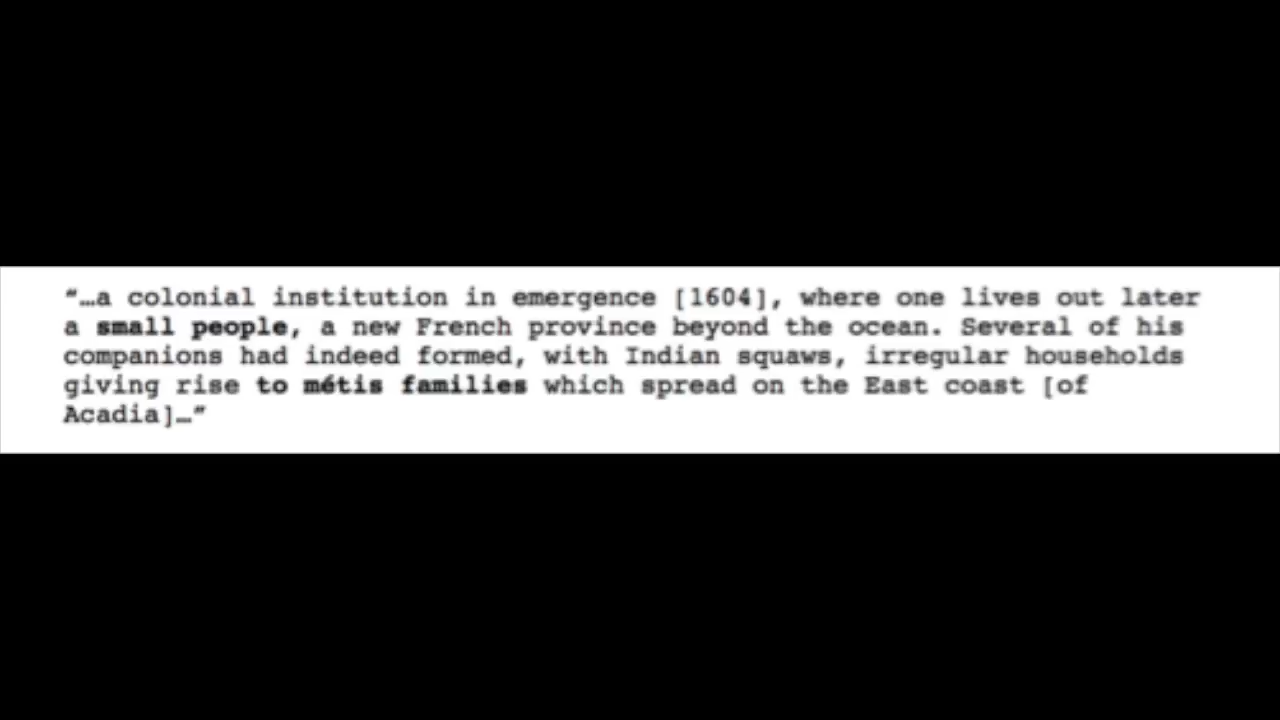 “…a colonial institution in emergence [1604], where one lives out later
a small people, a new French province beyond the ocean. Several of his
companions had indeed formed, with Indian squaws, irregular households
giving rise to métis families which spread on the East coast [of
Acadia]…”